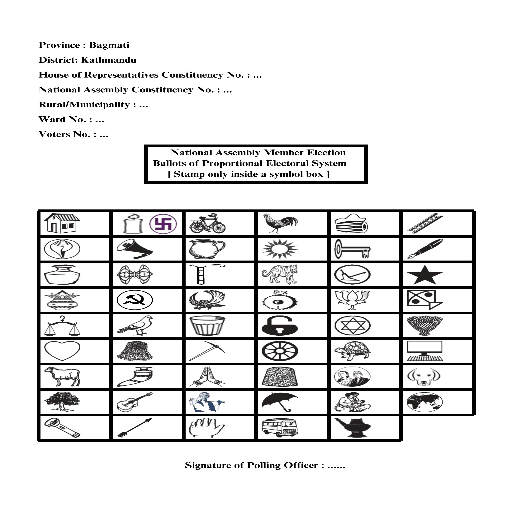 Province : Bagmati
District: Kathmandu
House of Representatives Constituency No. : ...
National Assembly Constituency No. : ...
Rural/Municipality : ...
Ward No. : ...
Voters No. : ...
National Assembly Member Election
Ballots of Proportional Electoral System
[ Stamp only inside a symbol box ]
Signature of Polling Officer : ......